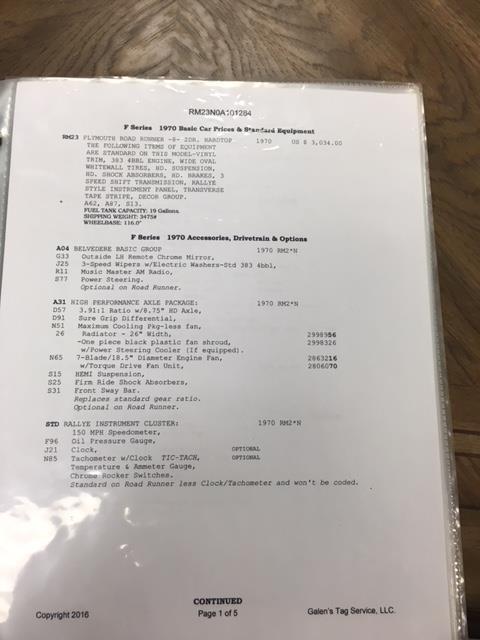 RM23N0A101284
F Series 1970 Basic Car Prices & Standard Equipment
RM23 PLYMOUTH ROAD RUNNER -8- 2DR. HARDTOP 1970 US $ 3,034.00
THE FOLLOWING ITEMS OF EQUIPMENT
ARE STANDARD ON THIS MODEL-VINYL
TRIM, 383 4BBL ENGINE, WIDE OVAL
WHITEWALL TIRES, HD. SUSPENSION,
HD. SHOCK ABSORBERS, HD. BRAKES, 3
SPEED SHIFT TRANSMISSION, RALLYE
STYLE INSTRUMENT PANEL, TRANSVERSE
TAPE STRIPE, DECOR GROUP.
A62, A87, S13.
FUEL TANK CAPACITY: 19 Gallons.
SHIPPING WEIGHT: 3475#
WHEELBASE: 116.0"
F Series 1970 Accessories, Drivetrain & Options
A04 BELVEDERE BASIC GROUP 1970 RM2*N
G33 Outside LH Remote Chrome Mirror,
J25 3-Speed Wipers w/Electric Washers-Std 383 4bbl,
R11 Music Master AM Radio,
S77 Power Steering.
Optional on Road Runner.
A31 HIGH PERFORMANCE AXLE PACKAGE: 1970 RM2*N
D57 3.91:1 Ratio w/8.75" HD Axle,
D91 Sure Grip Differential,
N51 Maximum Cooling Pkg-less fan,
26 Radiator - 26" Width, 2998956
-One piece black plastic fan shroud, 2998326
w/Power Steering Cooler (If equipped).
N65 7-Blade/18.5" Diameter Engine Fan, 2863216
w/Torque Drive Fan Unit, 2806070
S15 HEMI Suspension,
S25 Firm Ride Shock Absorbers,
S31 Front Sway Bar.
Replaces standard gear ratio.
Optional on Road Runner.
STD RALLYE INSTRUMENT CLUSTER: 1970 RM2*N
150 MPH Speedometer,
F96 Oil Pressure Gauge,
J21 Clock, OPTIONAL
N85 Tachometer w/Clock TIC-TACH, OPTIONAL
Temperature & Ammeter Gauge,
Chrome Rocker Switches.
Standard on Road Runner less Clock/Tachometer and won't be coded.
CONTINUED
Copyright 2016 Page 1 of 5 Galen's Tag Service, LLC.